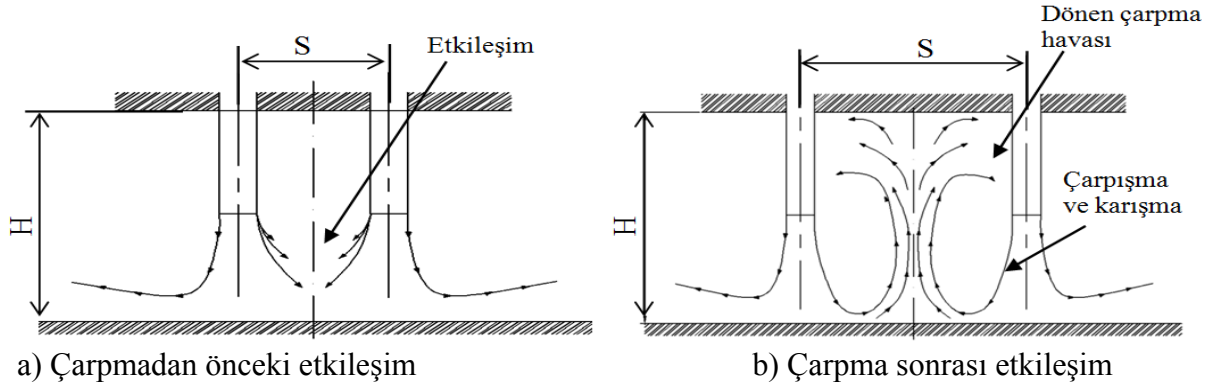 S
Etkileşim
H
a) Çarpmadan önceki etkileşim
Dönen çarpma
havası
S
Çarpışma
ve karışma
H
b) Çarpma sonrası etkileşim